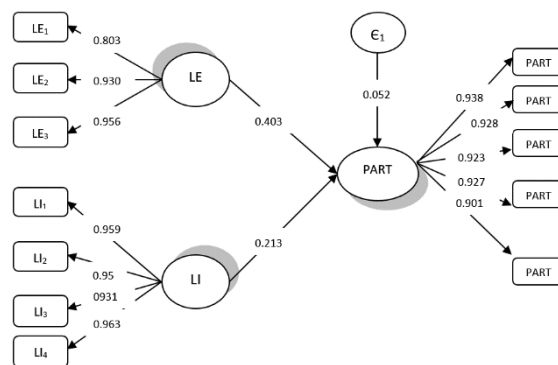 LE₁
0.803
LE₂
0.930
LE₃
0.956
LE
0.403
LI₁
0.959
LI₂
0.95
LI₃
0931
LI₄
0.963
LI
0.213
Є₁
0.052
PART
0.938
PART
0.928
PART
0.923
PART
0.927
PART
0.901
PART